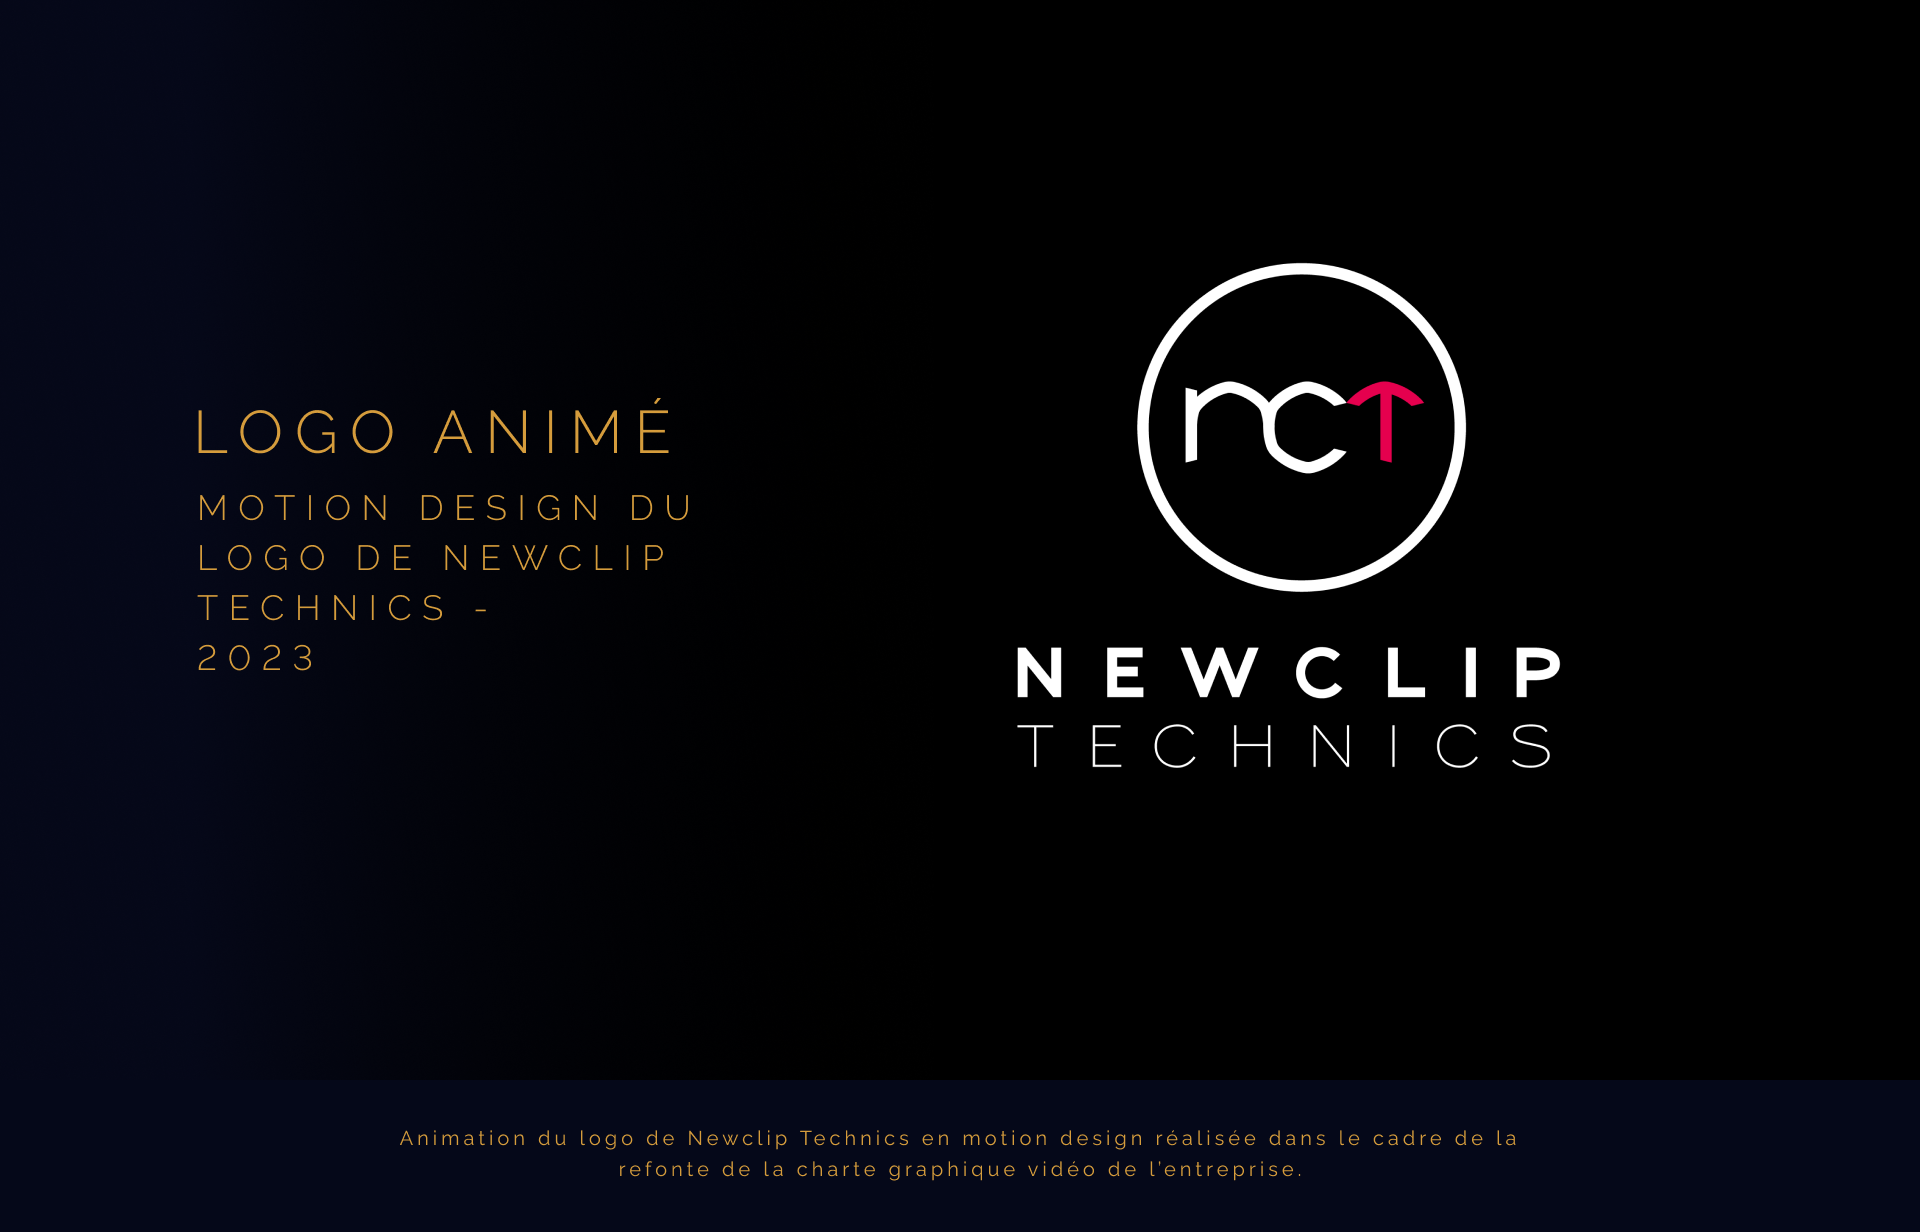 LOGO ANIMÉ
MOTION DESIGN DU
LOGO DE NEWCLIP
TECHNICS -
2023
nct
NEWCLIP
TECHNICS
Animation du logo de Newclip Technics en motion design réalisée dans le cadre de la
refonte de la charte graphique vidéo de l’entreprise.